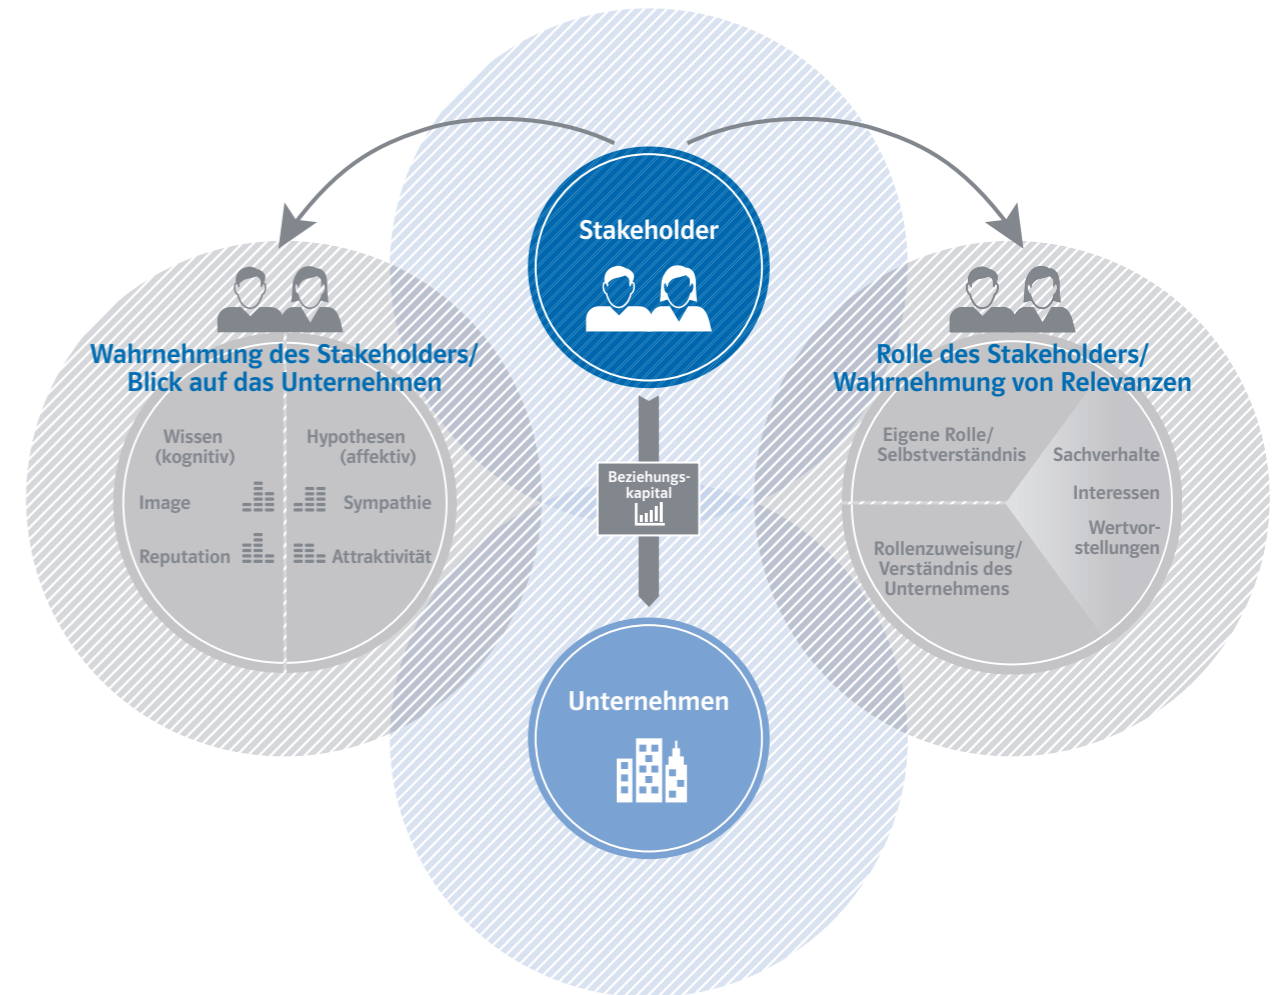 Stakeholder
Wahrnehmung des Stakeholders/
Blick auf das Unternehmen
Wissen
(kognitiv)
Hypothesen
(affektiv)
Image
Sympathie
Reputation
Attraktivität
Beziehungs-
kapital
Rolle des Stakeholders/
Wahrnehmung von Relevanzen
Eigene Rolle/
Selbstverständnis
Sachverhalte
Interessen
Wertvor-
stellungen
Rollenzuweisung/
Verständnis des
Unternehmens
Unternehmen